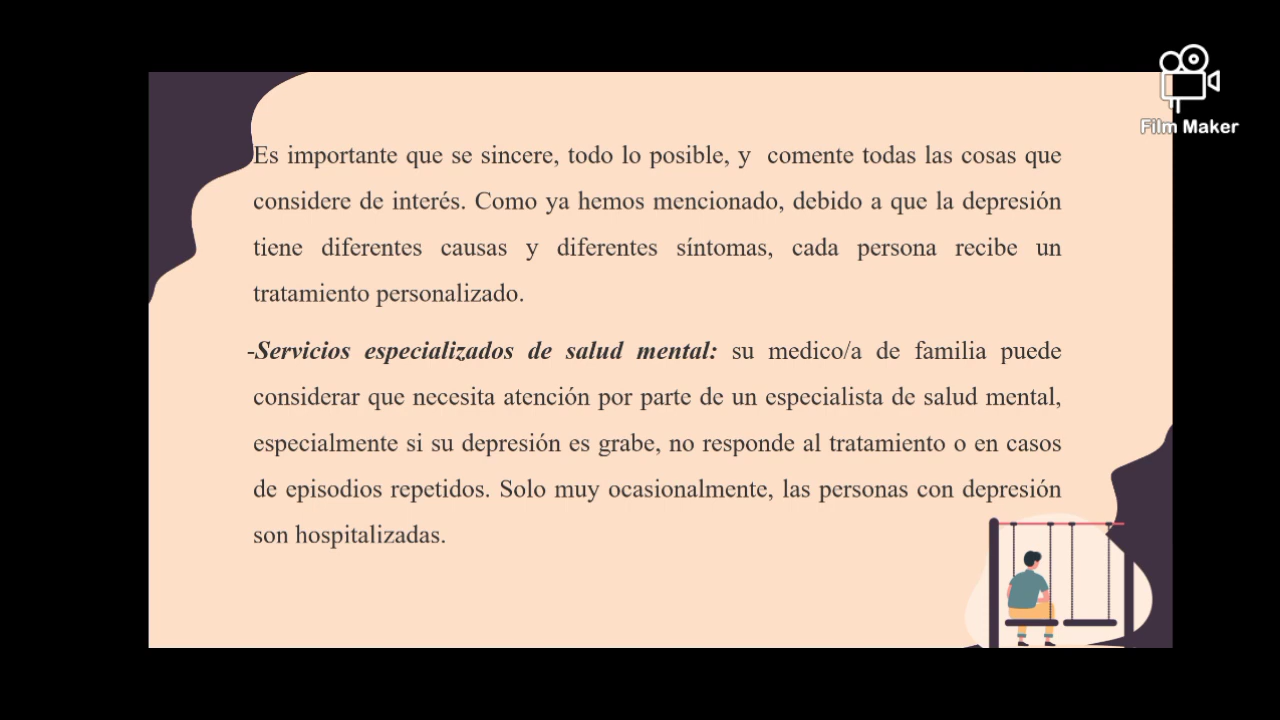 Film Maker
Es importante que se sincere, todo lo posible, y  comente todas las cosas que
considere de interés. Como ya hemos mencionado, debido a que la depresión
tiene diferentes causas y diferentes síntomas, cada persona recibe un
tratamiento personalizado.
-Servicios especializados de salud mental: su medico/a de familia puede
considerar que necesita atención por parte de un especialista de salud mental,
especialmente si su depresión es grabe, no responde al tratamiento o en casos
de episodios repetidos. Solo muy ocasionalmente, las personas con depresión
son hospitalizadas.